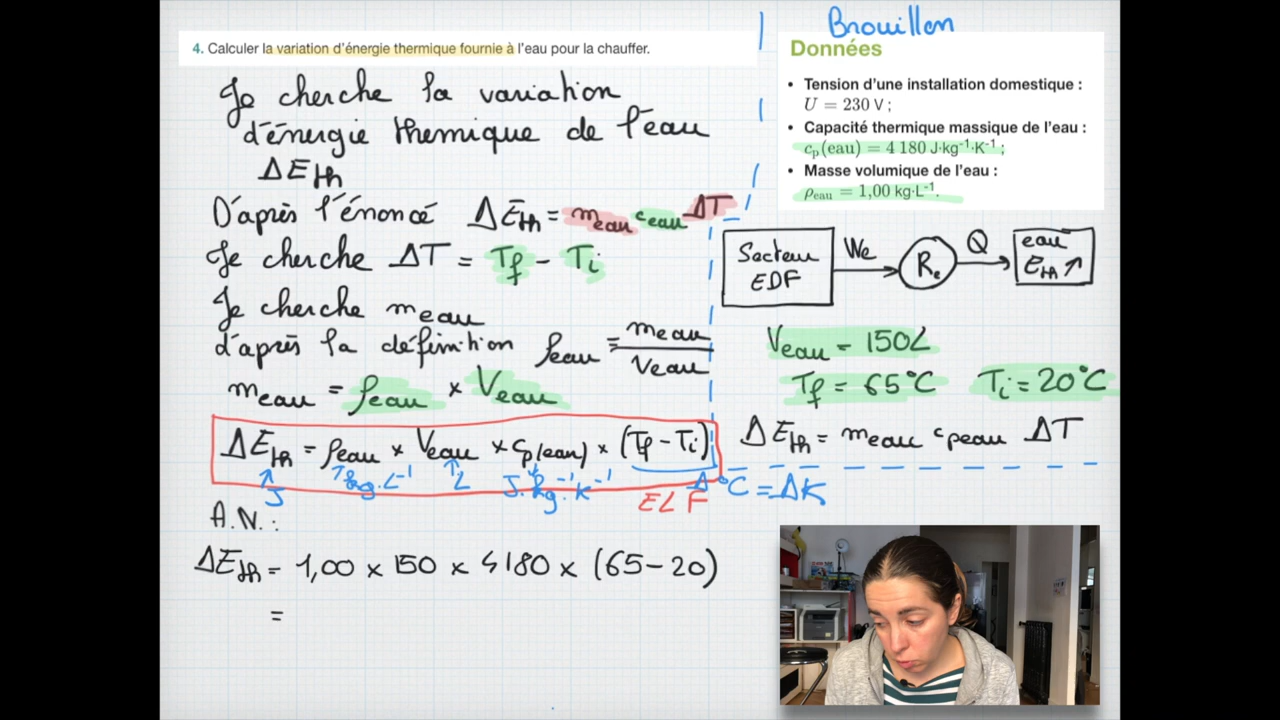 4. Calculer la variation d'énergie thermique fournie à l'eau pour la chauffer.
Je cherche la variation
d'énergie thermique de l'eau
ΔEth
D'après l'énoncé ΔEth = meau ceau ΔT
Je cherche ΔT = Tf - Ti
Je cherche meau
d'après la définition ρeau = meau / Veau
meau = ρeau × Veau
ΔEth = ρeau × Veau × cp(eau) × (Tf - Ti)
J kg.L⁻¹ L J.kg⁻¹.K⁻¹ Δ°C = ΔK
ELF
A.N.:
ΔEth = 1,00 × 150 × 4180 × (65 - 20)
=
Brouillon
Données
• Tension d'une installation domestique :
U = 230 V ;
• Capacité thermique massique de l'eau :
cp(eau) = 4 180 J·kg⁻¹·K⁻¹ ;
• Masse volumique de l'eau :
ρeau = 1,00 kg·L⁻¹.
Secteur We Re Q eau
EDF Eth ↗
Veau = 150L
Tf = 65°C Ti = 20°C
ΔEth = meau cpeau ΔT